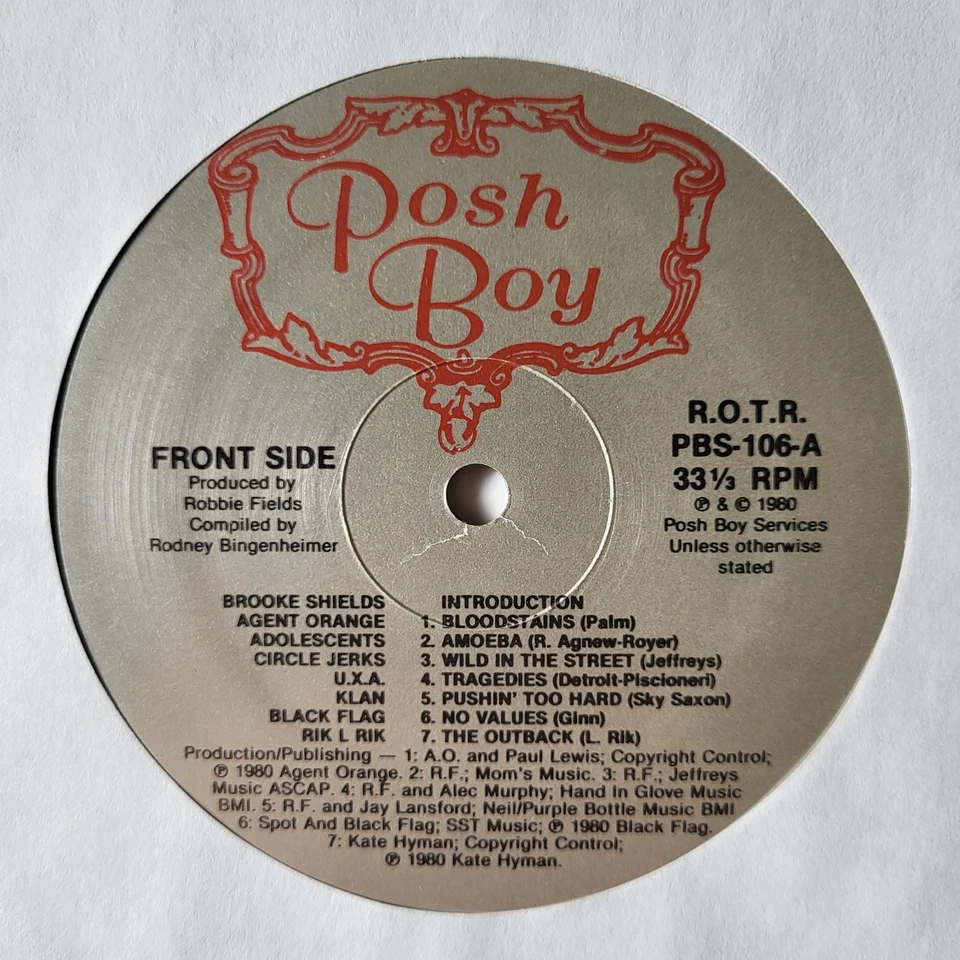 Posh
Boy
FRONT SIDE
Produced by
Robbie Fields
Compiled by
Rodney Bingenheimer
R.O.T.R.
PBS-106-A
33⅓ RPM
℗ & © 1980
Posh Boy Services
Unless otherwise
stated
BROOKE SHIELDS INTRODUCTION
AGENT ORANGE 1. BLOODSTAINS (Palm)
ADOLESCENTS 2. AMOEBA (R. Agnew-Royer)
CIRCLE JERKS 3. WILD IN THE STREET (Jeffreys)
U.X.A. 4. TRAGEDIES (Detroit-Piscioneri)
KLAN 5. PUSHIN' TOO HARD (Sky Saxon)
BLACK FLAG 6. NO VALUES (Ginn)
RIK L RIK 7. THE OUTBACK (L. Rik)
Production/Publishing — 1: A.O. and Paul Lewis; Copyright Control;
℗ 1980 Agent Orange. 2: R.F.; Mom's Music. 3: R.F.; Jeffreys
Music ASCAP. 4: R.F. and Alec Murphy; Hand In Glove Music
BMI. 5: R.F. and Jay Lansford; Neil/Purple Bottle Music BMI
6: Spot And Black Flag; SST Music; ℗ 1980 Black Flag.
7: Kate Hyman; Copyright Control;
℗ 1980 Kate Hyman.